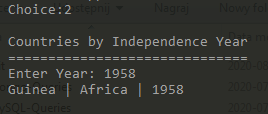 Choice:2
Countries by Independence Year
==============================
Enter Year: 1958
Guinea | Africa | 1958